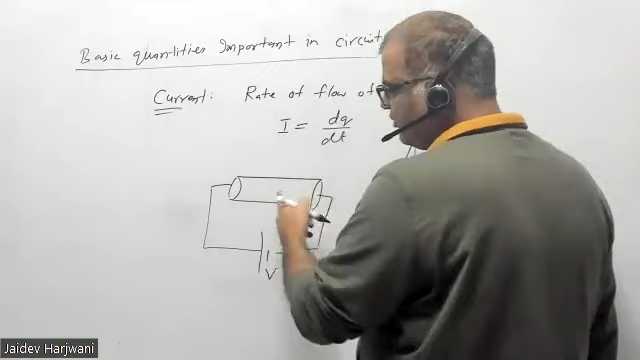 Basic quantities Important in circuit
Current: Rate of flow of
I = dq/dt
V
Jaidev Harjwani